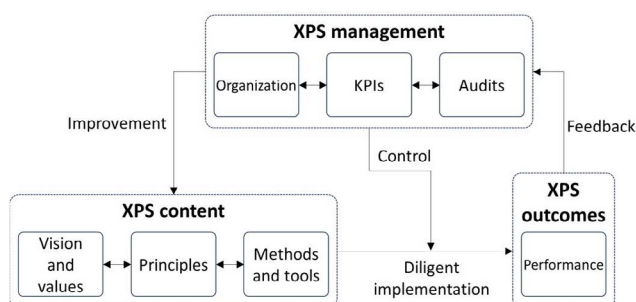 XPS management
Organization
KPIs
Audits
Improvement
Control
Feedback
XPS content
Vision
and
values
Principles
Methods
and tools
Diligent
implementation
XPS
outcomes
Performance